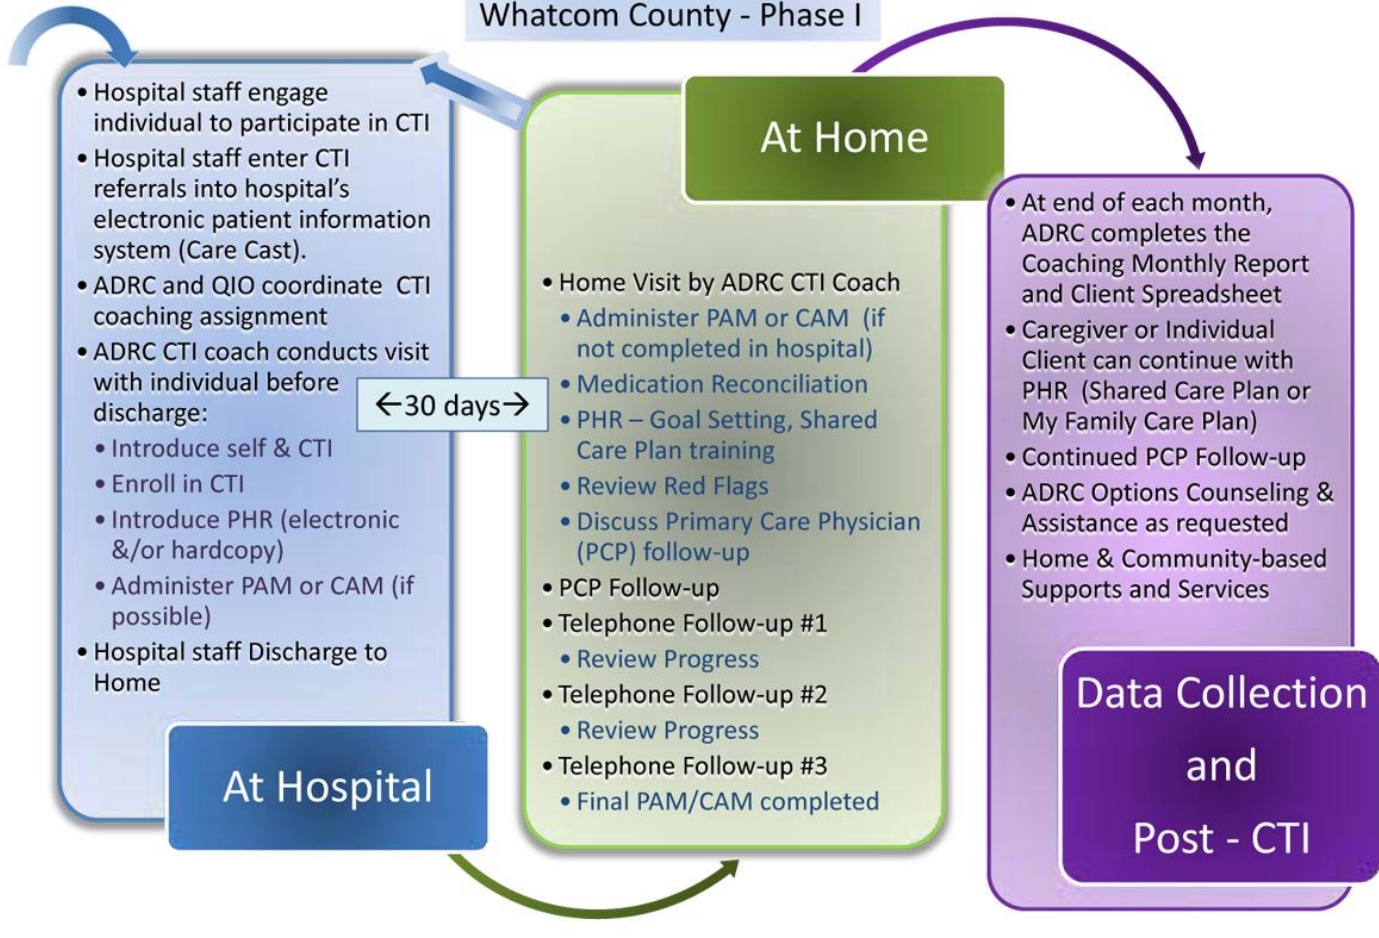 Whatcom County - Phase I
• Hospital staff engage
individual to participate in CTI
• Hospital staff enter CTI
referrals into hospital’s
electronic patient information
system (Care Cast).
• ADRC and QIO coordinate CTI
coaching assignment
• ADRC CTI coach conducts visit
with individual before
discharge:
• Introduce self & CTI
• Enroll in CTI
• Introduce PHR (electronic
&/or hardcopy)
• Administer PAM or CAM (if
possible)
• Hospital staff Discharge to
Home
At Hospital
←30 days→
At Home
• Home Visit by ADRC CTI Coach
• Administer PAM or CAM (if
not completed in hospital)
• Medication Reconciliation
• PHR – Goal Setting, Shared
Care Plan training
• Review Red Flags
• Discuss Primary Care Physician
(PCP) follow-up
• PCP Follow-up
• Telephone Follow-up #1
• Review Progress
• Telephone Follow-up #2
• Review Progress
• Telephone Follow-up #3
• Final PAM/CAM completed
• At end of each month,
ADRC completes the
Coaching Monthly Report
and Client Spreadsheet
• Caregiver or Individual
Client can continue with
PHR (Shared Care Plan or
My Family Care Plan)
• Continued PCP Follow-up
• ADRC Options Counseling &
Assistance as requested
• Home & Community-based
Supports and Services
Data Collection
and
Post - CTI